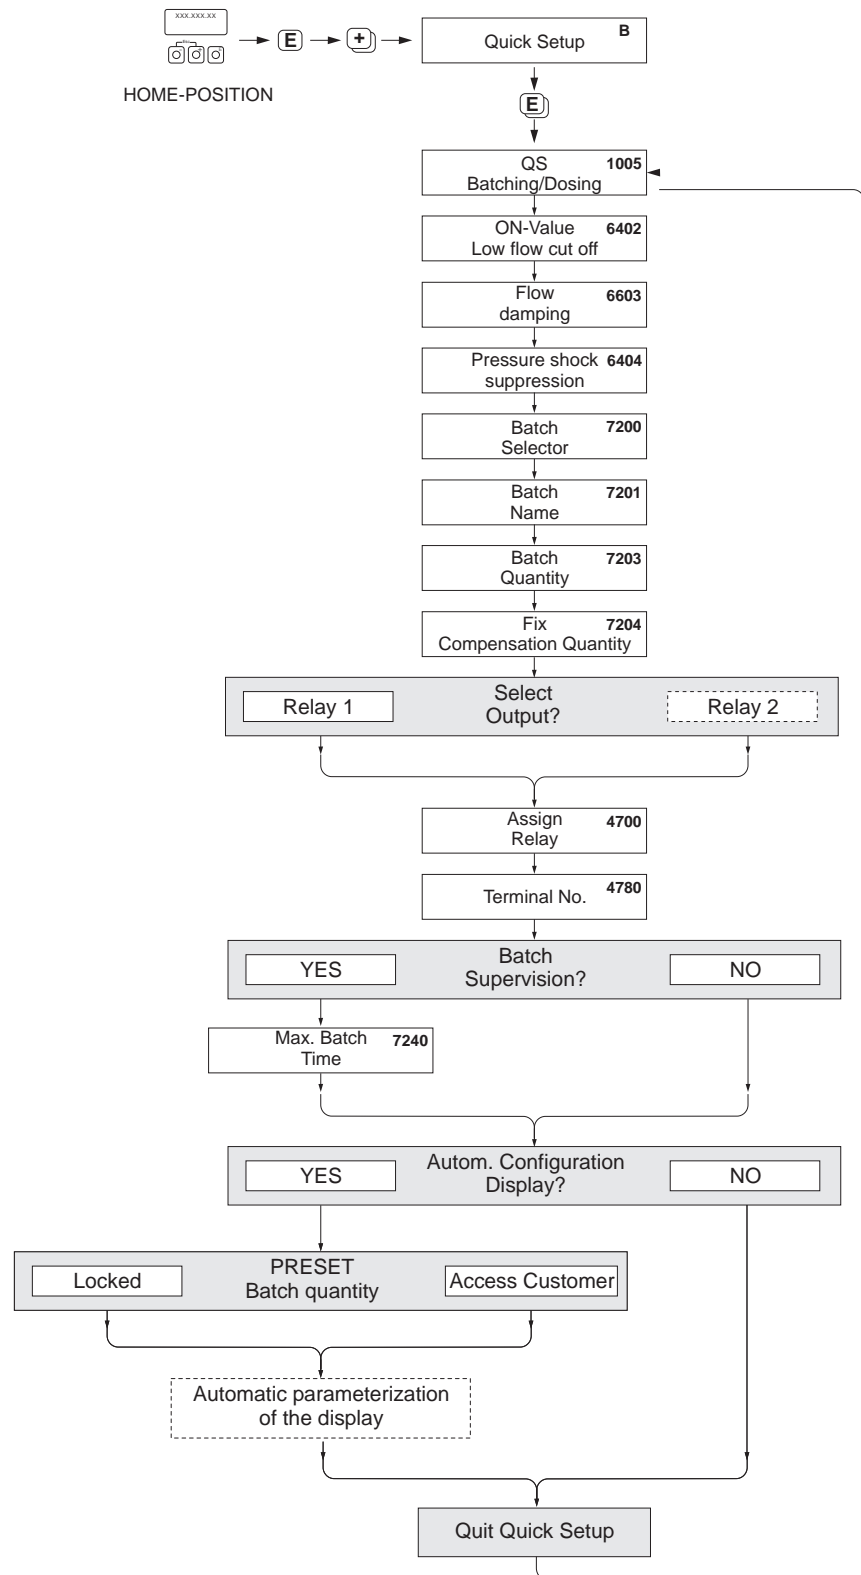 xxx.xxx.xx
E
+
Quick Setup
B
HOME-POSITION
E
QS
1005
Batching/Dosing
ON-Value
6402
Low flow cut off
Flow
6603
damping
Pressure shock
6404
suppression
Batch
7200
Selector
Batch
7201
Name
Batch
7203
Quantity
Fix
7204
Compensation Quantity
Relay 1
Select
Output?
Relay 2
Assign
4700
Relay
Terminal No.
4780
YES
Batch
Supervision?
NO
Max. Batch
7240
Time
YES
Autom. Configuration
Display?
NO
Locked
PRESET
Batch quantity
Access Customer
Automatic parameterization
of the display
Quit Quick Setup